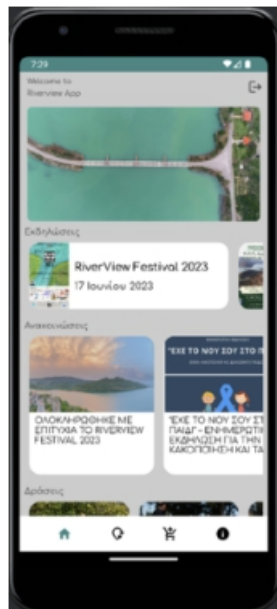 7:29
Welcome to
Riverview App
Εκδηλώσεις
RiverView Festival 2023
17 Ιουνίου 2023
Ανακοινώσεις
"ΕΧΕ ΤΟ ΝΟΥ ΣΟΥ ΣΤΟ Π
ΟΛΟΚΛΗΡΩΘΗΚΕ ΜΕ
ΕΠΙΤΥΧΙΑ ΤΟ RIVERVIEW
FESTIVAL 2023
"ΕΧΕ ΤΟ ΝΟΥ ΣΟΥ ΣΤ
ΠΑΙΔΙ" - ΕΝΗΜΕΡΩΤΙ
ΕΚΔΗΛΩΣΗ ΓΙΑ ΤΗΝ
ΚΑΚΟΠΟΙΗΣΗ ΚΑΙ ΤΑ
Δράσεις